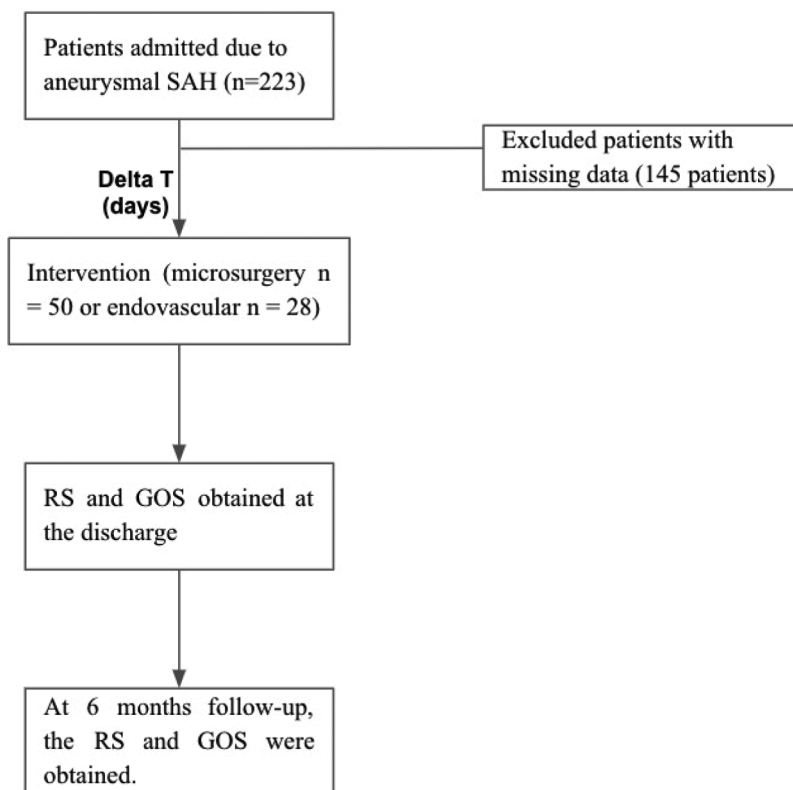 Patients admitted due to
aneurysmal SAH (n=223)
Excluded patients with
missing data (145 patients)
Delta T
(days)
Intervention (microsurgery n
= 50 or endovascular n = 28)
RS and GOS obtained at
the discharge
At 6 months follow-up,
the RS and GOS were
obtained.